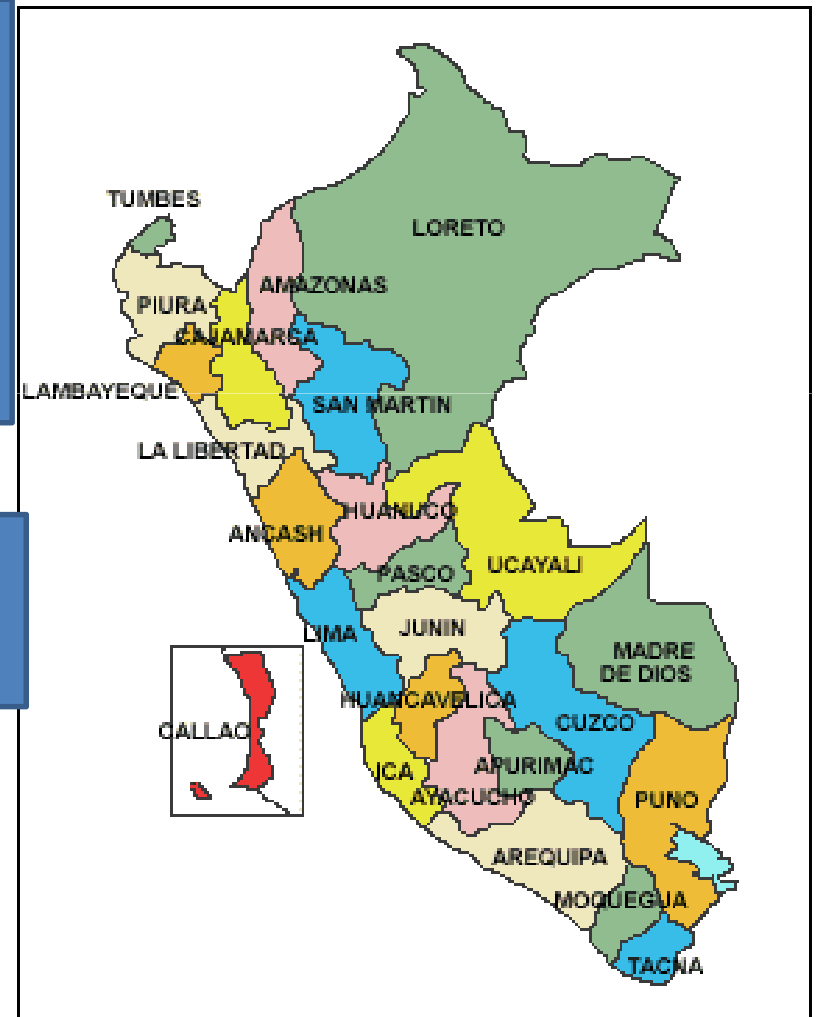 TUMBES
LORETO
AMAZONAS
PIURA
CAJAMARCA
LAMBAYEQUE
SAN MARTIN
LA LIBERTAD
HUANUCO
ANCASH
UCAYALI
PASCO
JUNIN
LIMA
MADRE
DE DIOS
HUANCAVELICA
CUZCO
CALLAO
APURIMAC
ICA
AYACUCHO
PUNO
AREQUIPA
MOQUEGUA
TACNA